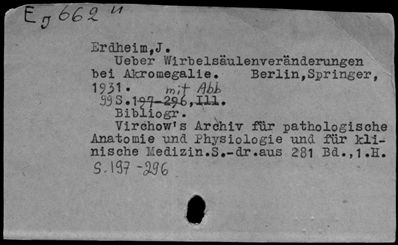 Eg 662 u
Erdheim,J.
Ueber Wirbelsäulenveränderungen
bei Akromegalie. Berlin,Springer,
1931. mit Abb
99 S.197-296,Ill.
Bibliogr.
Virchow's Archiv für pathologische
Anatomie und Physiologie und für kli-
nische Medizin.S.-dr.aus 281 Bd.,1.H.
S.197-296